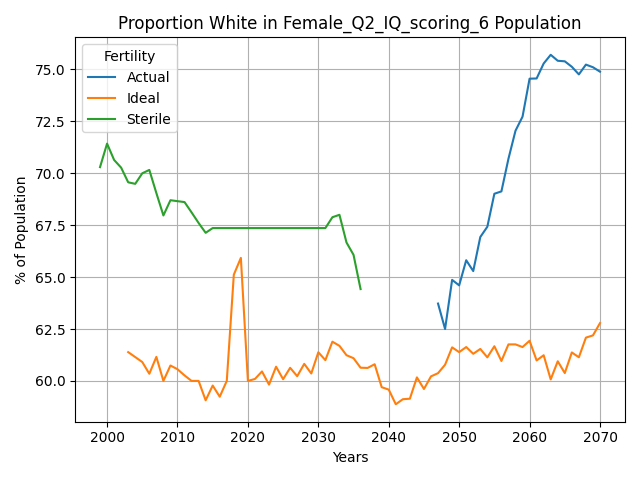 Proportion White in Female_Q2_IQ_scoring_6 Population
Fertility
Actual
Ideal
Sterile
% of Population
75.0
72.5
70.0
67.5
65.0
62.5
60.0
2000 2010 2020 2030 2040 2050 2060 2070
Years